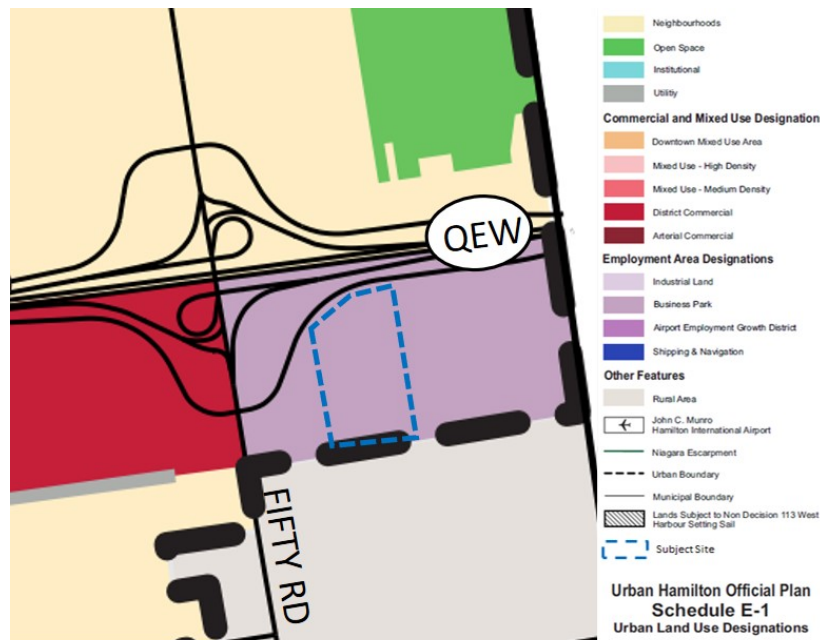 QEW
FIFTY RD
Neighbourhoods
Open Space
Institutional
Utilitiy
Commercial and Mixed Use Designation
Downtown Mixed Use Area
Mixed Use - High Density
Mixed Use - Medium Density
District Commercial
Arterial Commercial
Employment Area Designations
Industrial Land
Business Park
Airport Employment Growth District
Shipping & Navigation
Other Features
Rural Area
John C. Munro
Hamilton International Airport
Niagara Escarpment
Urban Boundary
Municipal Boundary
Lands Subject to Non Decision 113 West
Harbour Setting Sail
Subject Site
Urban Hamilton Official Plan
Schedule E-1
Urban Land Use Designations